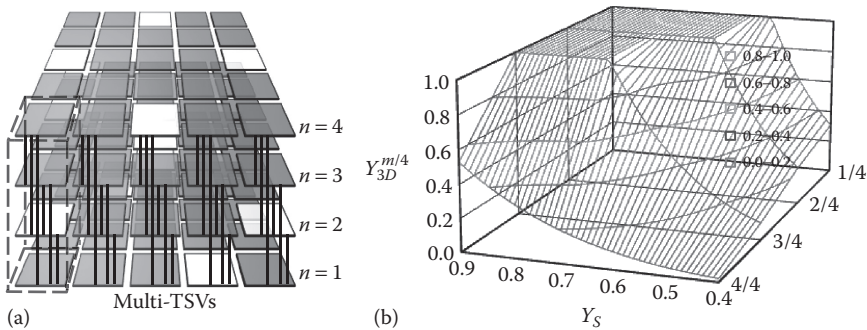 n = 4
n = 3
n = 2
n = 1
Multi-TSVs
(a)
1.0
0.8
0.6
0.4
0.2
0.0
Y_{3D}^{m/4}
0.8–1.0
0.6–0.8
0.4–0.6
0.2–0.4
0.0–0.2
1/4
2/4
3/4
4/4
0.9
0.8
0.7
0.6
0.5
0.4
Y_S
(b)